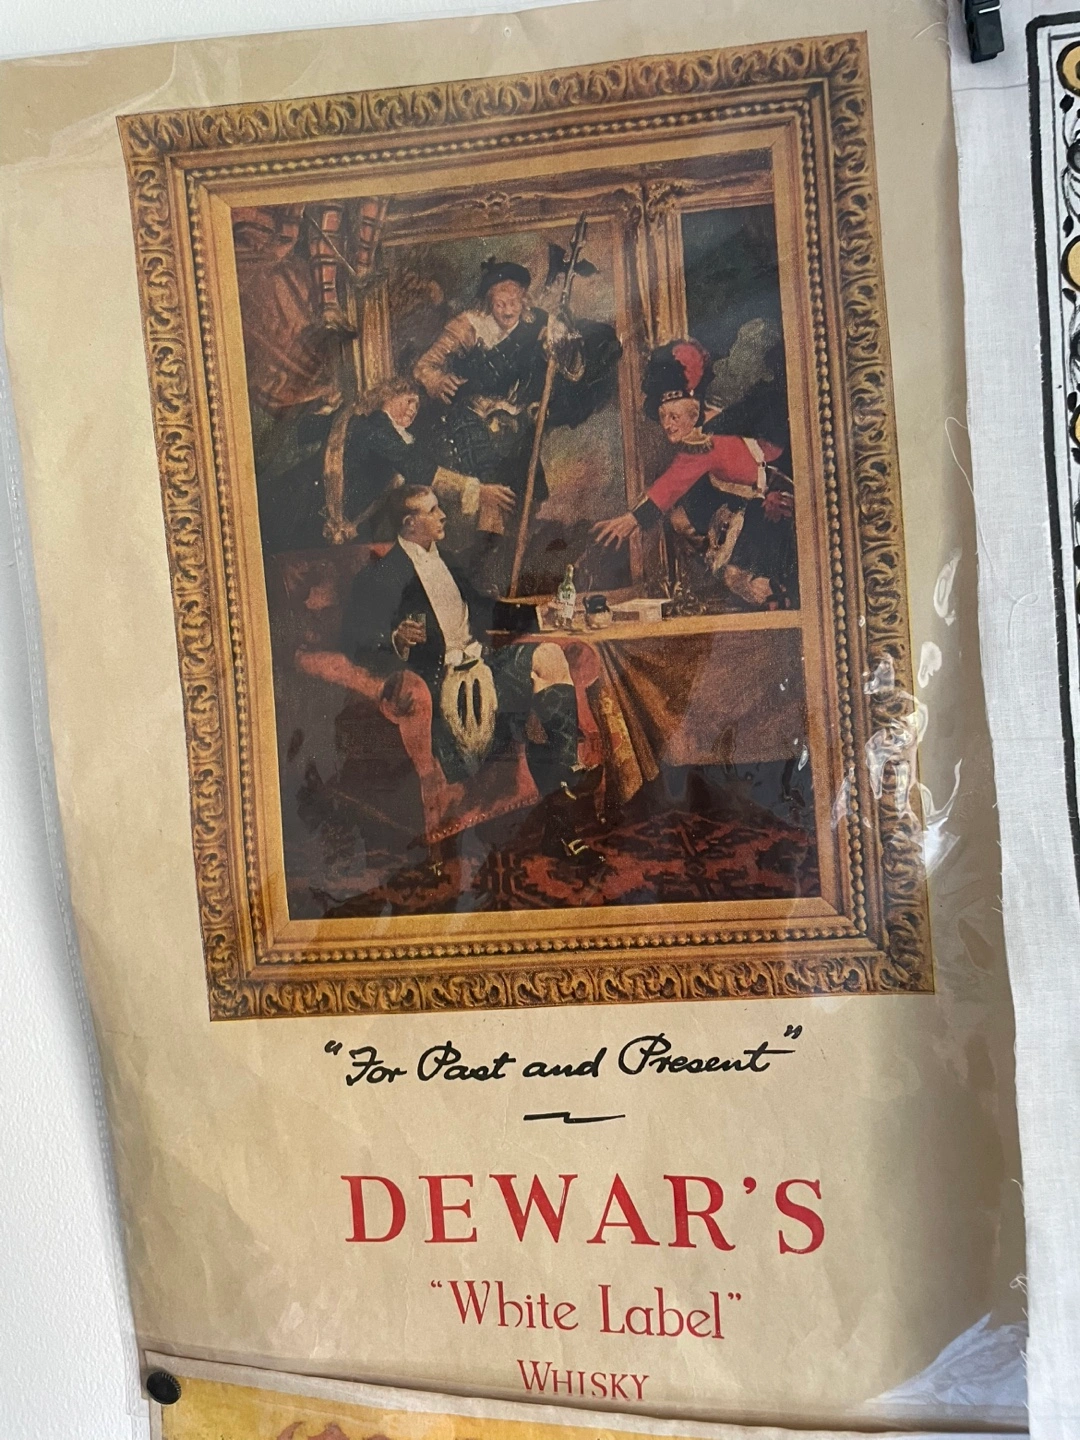 "For Past and Present"
DEWAR'S
"White Label"
WHISKY